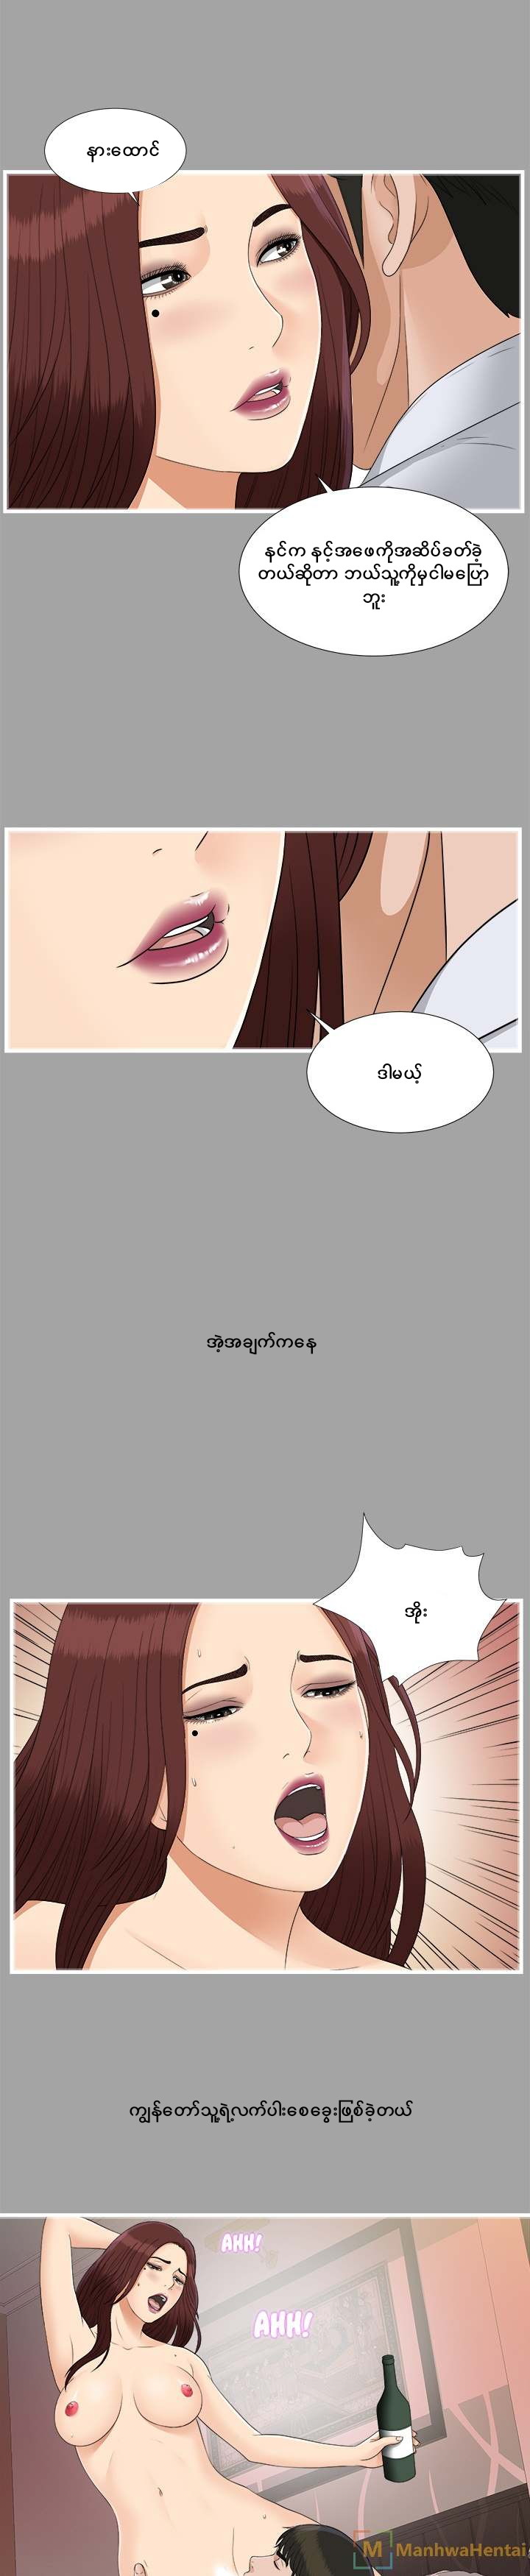 နားထောင်
နင်က နင့်အဖေကိုအဆိပ်ခတ်ခဲ့
တယ်ဆိုတာ ဘယ်သူ့ကိုမှငါမပြော
ဘူး
ဒါမယ့်
အဲ့အချက်ကနေ
အိုး
ကျွန်တော်သူ့ရဲ့လက်ပါးစေခွေးဖြစ်ခဲ့တယ်
AHH!
AHH!
M ManhwaHentai